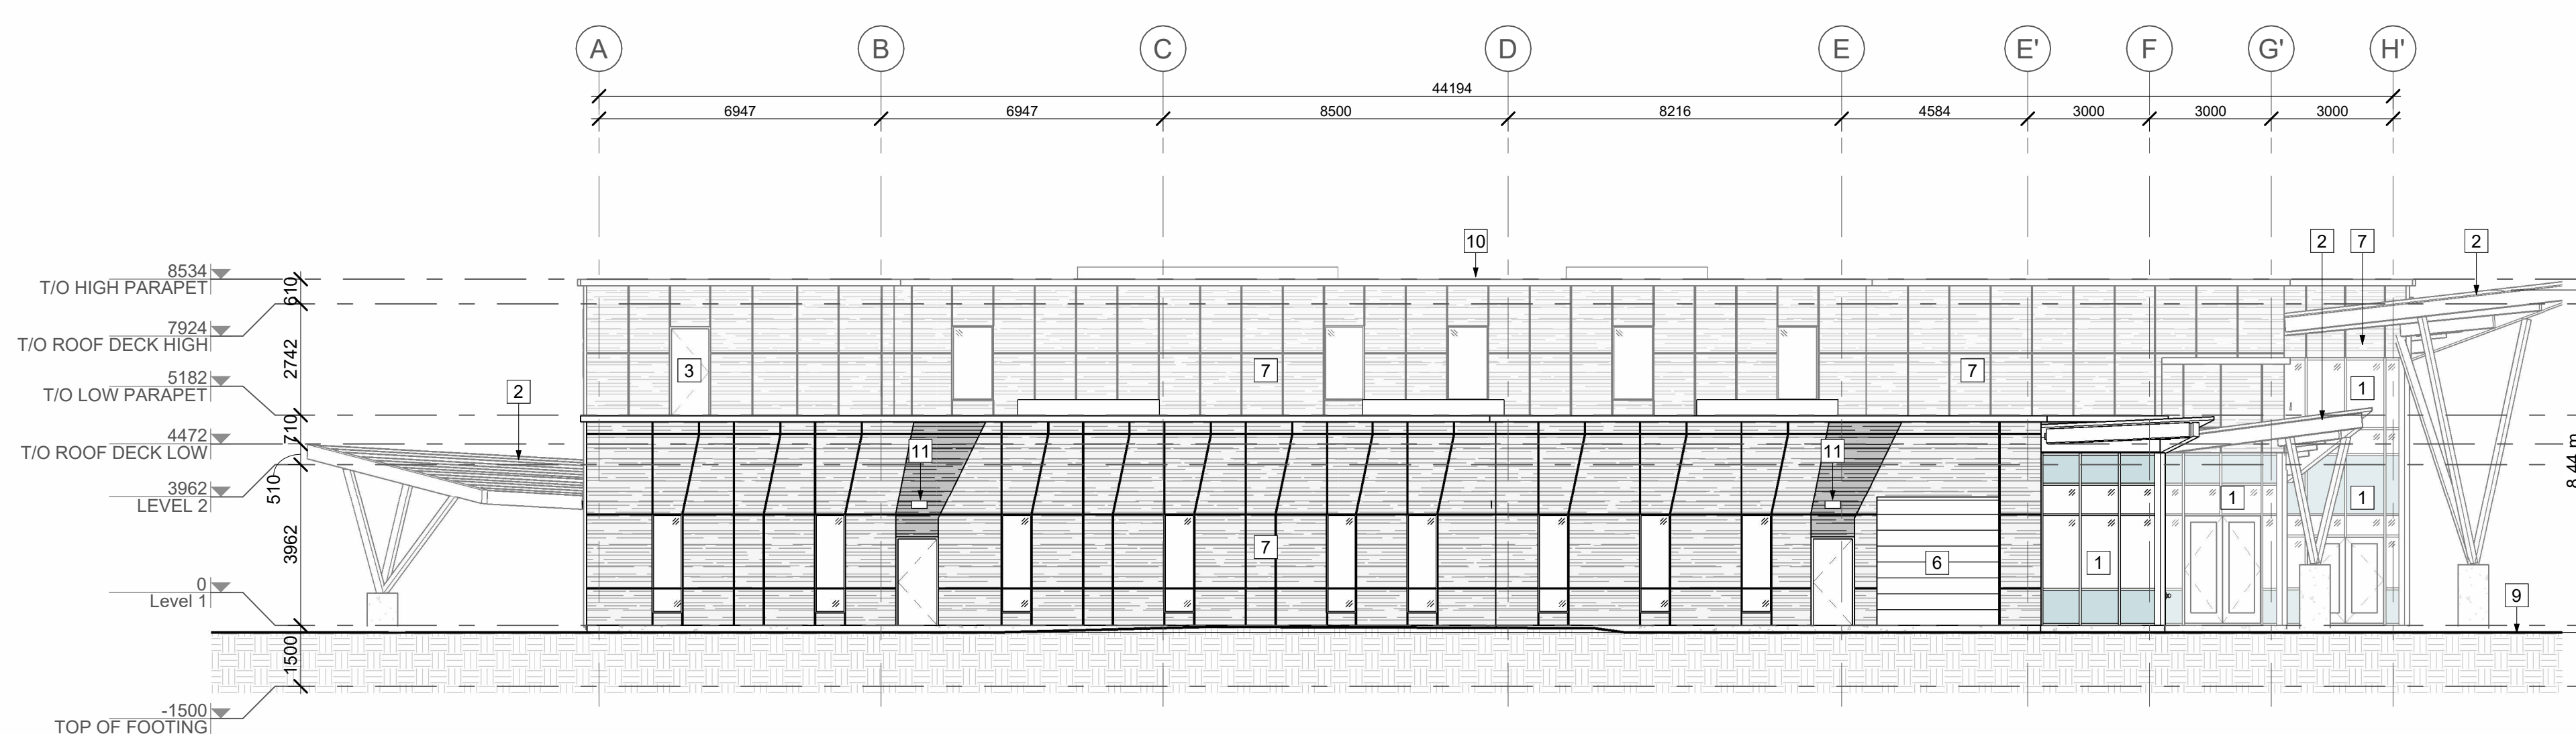 A B C D E E' F G' H'
44194
6947 6947 8500 8216 4584 3000 3000 3000
10 2 7 2
8534
T/O HIGH PARAPET
610
7924
T/O ROOF DECK HIGH
2742
3 7 7
5182
T/O LOW PARAPET
2 1
710
4472
T/O ROOF DECK LOW
11 11
8.44 m
3962
LEVEL 2
510
1 1
3962
7
6 1
0
Level 1
9
1500
-1500
TOP OF FOOTING